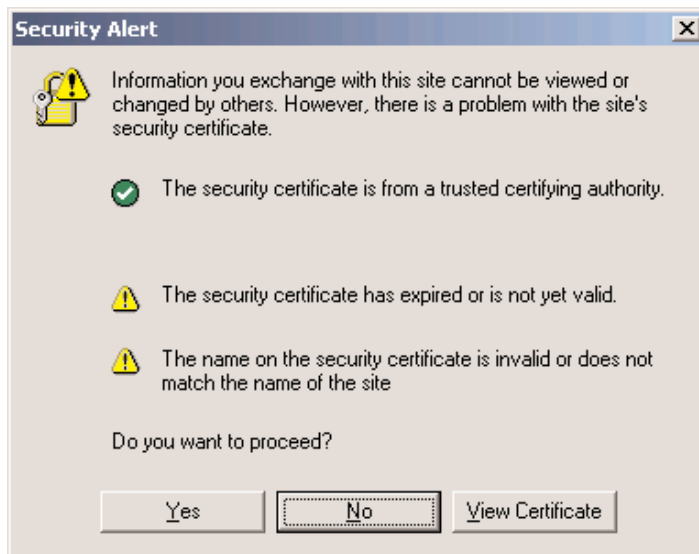 Security Alert
Information you exchange with this site cannot be viewed or
changed by others. However, there is a problem with the site's
security certificate.
The security certificate is from a trusted certifying authority.
The security certificate has expired or is not yet valid.
The name on the security certificate is invalid or does not
match the name of the site
Do you want to proceed?
Yes No View Certificate